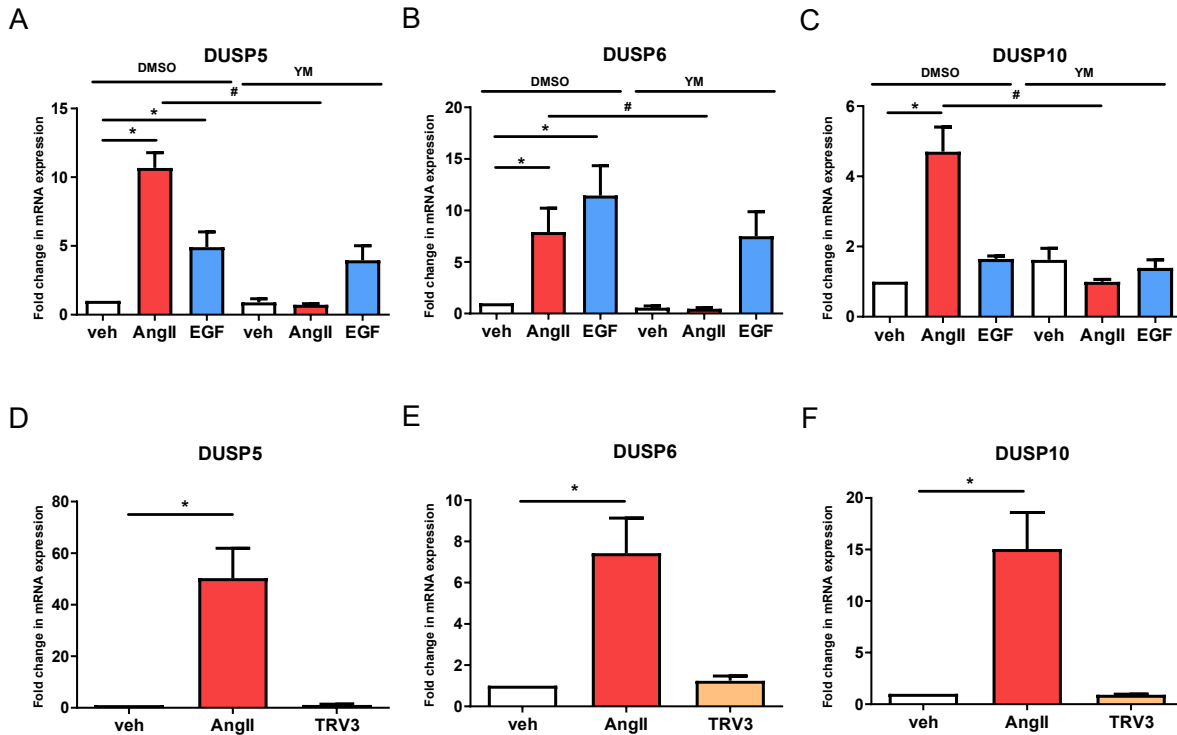 A
DUSP5
DMSO YM
#
*
*
Fold change in mRNA expression
15
10
5
0
veh AngII EGF veh AngII EGF
B
DUSP6
DMSO YM
#
*
*
Fold change in mRNA expression
20
15
10
5
0
veh AngII EGF veh AngII EGF
C
DUSP10
DMSO YM
* #
Fold change in mRNA expression
6
4
2
0
veh AngII EGF veh AngII EGF
D
DUSP5
*
Fold change in mRNA expression
80
60
40
20
0
veh AngII TRV3
E
DUSP6
*
Fold change in mRNA expression
10
8
6
4
2
0
veh AngII TRV3
F
DUSP10
*
Fold change in mRNA expression
20
15
10
5
0
veh AngII TRV3